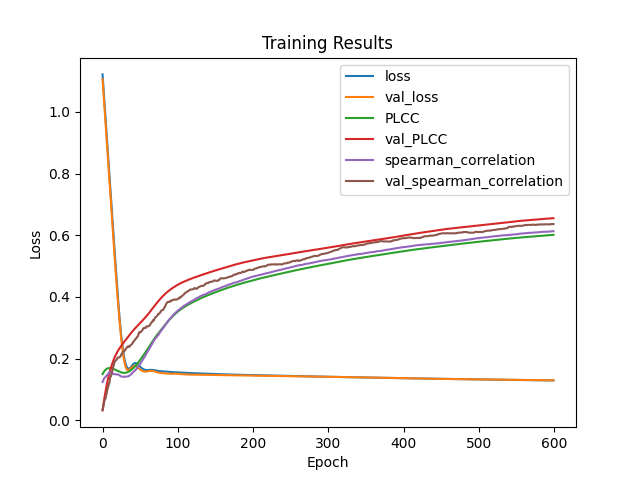 Training Results
loss
val_loss
PLCC
val_PLCC
spearman_correlation
val_spearman_correlation
Loss
1.0
0.8
0.6
0.4
0.2
0.0
0 100 200 300 400 500 600
Epoch